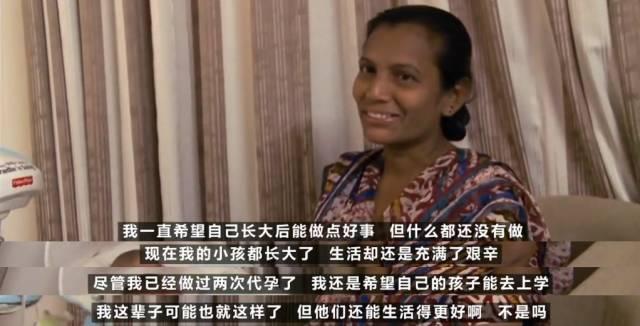 Fisher-Price
我一直希望自己长大后能做点好事 但什么都还没有做
现在我的小孩都长大了 生活却还是充满了艰辛
尽管我已经做过两次代孕了 我还是希望自己的孩子能去上学
我这辈子可能也就这样了 但他们还能生活得更好啊 不是吗